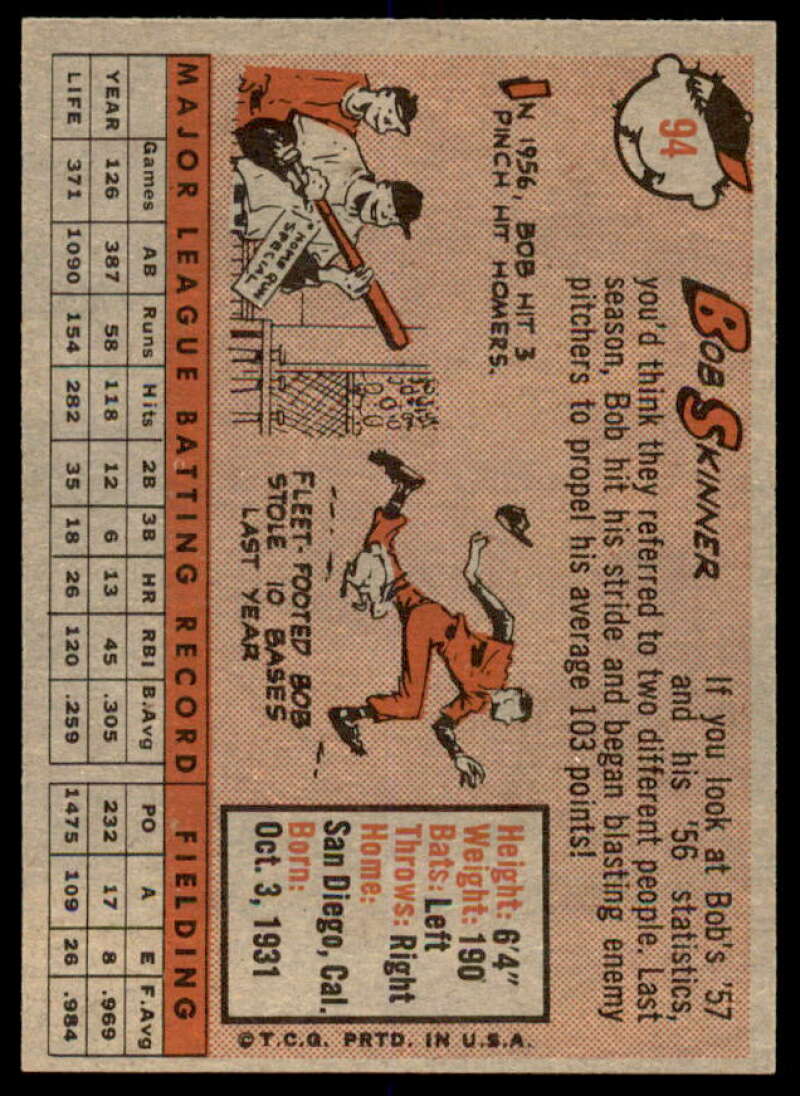 94
BOB SKINNER
If you look at Bob's '57
and his '56 statistics,
you'd think they referred to two different people. Last
season, Bob hit his stride and began blasting enemy
pitchers to propel his average 103 points!
IN 1956, BOB HIT 3
PINCH HIT HOMERS.
"HOME RUN
SPECIAL"
FLEET-FOOTED BOB
STOLE 10 BASES
LAST YEAR
Height: 6'4"
Weight: 190
Bats: Left
Throws: Right
Home:
San Diego, Cal.
Born:
Oct. 3, 1931
© T.C.G. PRTD. IN U.S.A.
MAJOR LEAGUE BATTING RECORD FIELDING
Games AB Runs Hits 2B 3B HR RBI B.Avg PO A E F.Avg
YEAR 126 387 58 118 12 6 13 45 .305 232 17 8 .969
LIFE 371 1090 154 282 35 18 26 120 .259 1475 109 26 .984